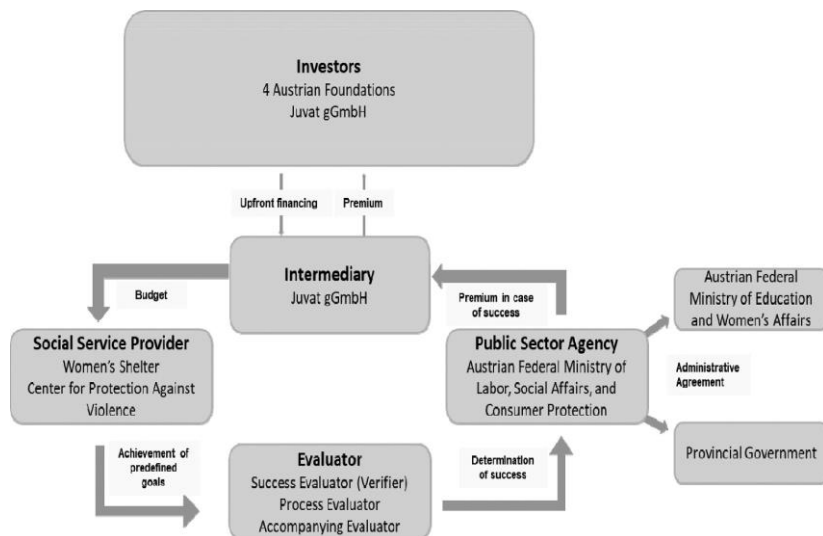 Investors
4 Austrian Foundations
Juvat gGmbH
Upfront financing
Premium
Intermediary
Juvat gGmbH
Budget
Premium in case
of success
Austrian Federal
Ministry of Education
and Women's Affairs
Social Service Provider
Women's Shelter
Center for Protection Against
Violence
Public Sector Agency
Austrian Federal Ministry of
Labor, Social Affairs, and
Consumer Protection
Administrative
Agreement
Achievement of
predefined
goals
Evaluator
Success Evaluator (Verifier)
Process Evaluator
Accompanying Evaluator
Determination
of success
Provincial Government